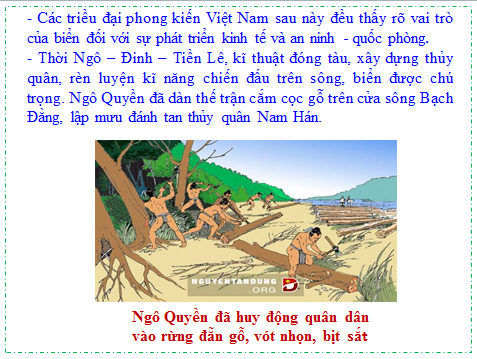 - Các triều đại phong kiến Việt Nam sau này đều thấy rõ vai trò
của biển đối với sự phát triển kinh tế và an ninh - quốc phòng.
- Thời Ngô – Đinh – Tiền Lê, kĩ thuật đóng tàu, xây dựng thủy
quân, rèn luyện kĩ năng chiến đấu trên sông, biển được chú
trọng. Ngô Quyền đã dàn thế trận cắm cọc gỗ trên cửa sông Bạch
Đằng, lập mưu đánh tan thủy quân Nam Hán.
NGUYENTANDUNG
.ORG
Ngô Quyền đã huy động quân dân
vào rừng đẵn gỗ, vót nhọn, bịt sắt